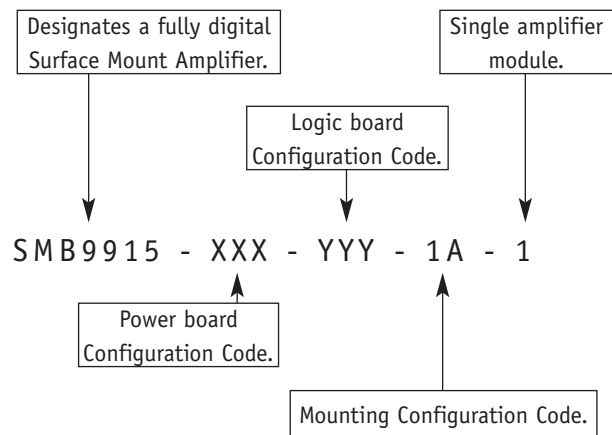 Designates a fully digital
Surface Mount Amplifier.
Single amplifier
module.
Logic board
Configuration Code.
SMB9915 - XXX - YYY - 1A - 1
Power board
Configuration Code.
Mounting Configuration Code.